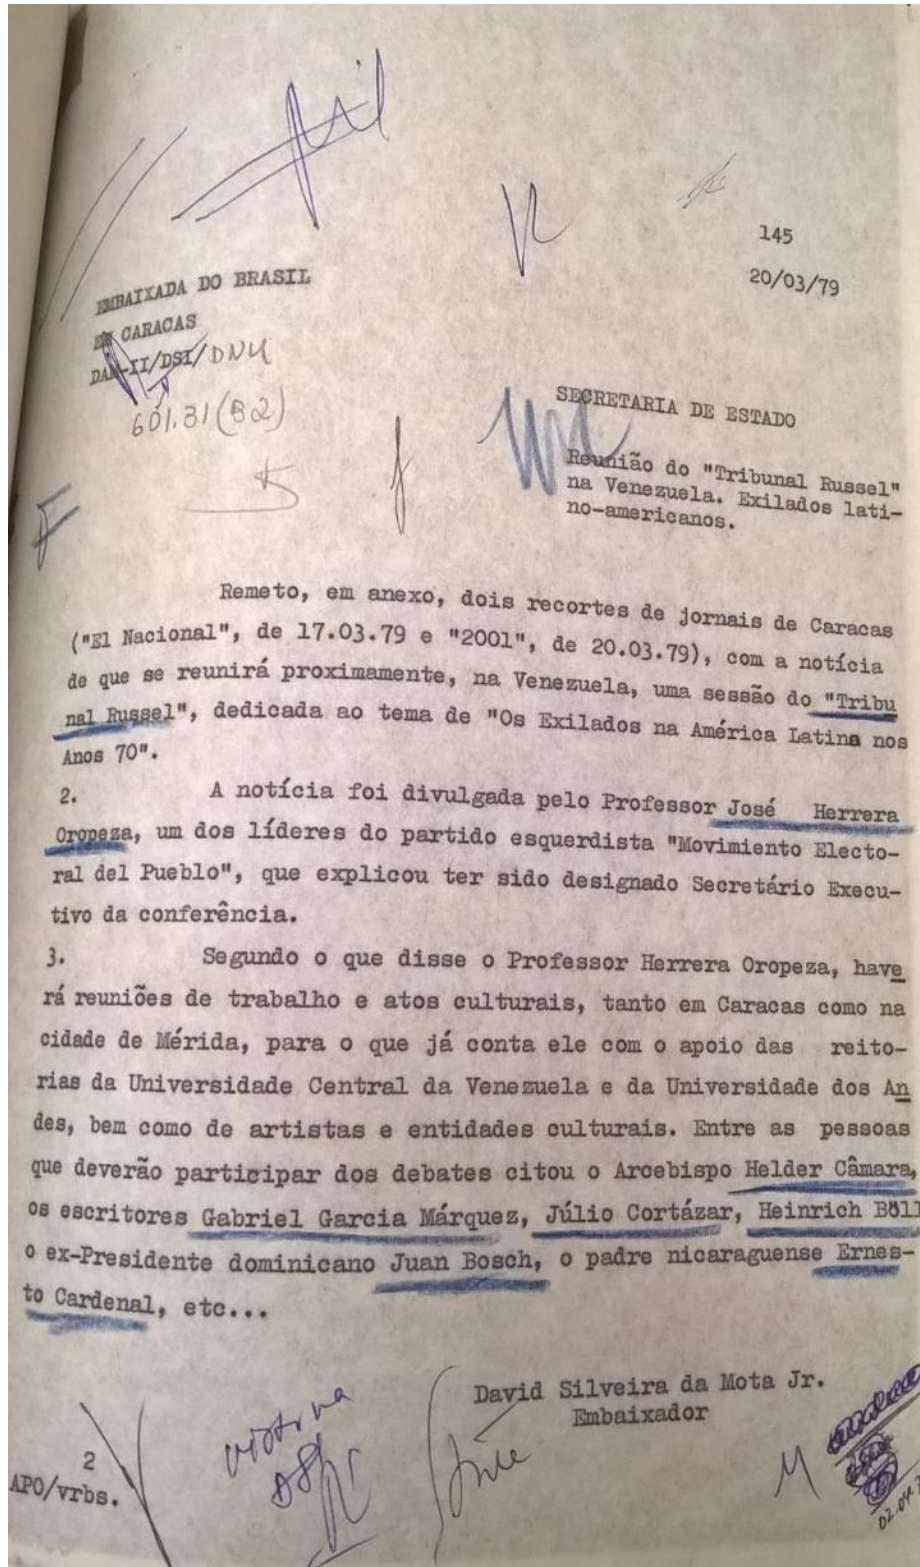 145
20/03/79
EMBAIXADA DO BRASIL
EM CARACAS
DAM-II/DSI/DNU
601.31(B2)
SECRETARIA DE ESTADO
Reunião do "Tribunal Russel"
na Venezuela. Exilados lati-
no-americanos.
Remeto, em anexo, dois recortes de jornais de Caracas
("El Nacional", de 17.03.79 e "2001", de 20.03.79), com a notícia
de que se reunirá proximamente, na Venezuela, uma sessão do "Tribu
nal Russel", dedicada ao tema de "Os Exilados na América Latina nos
Anos 70".
2. A notícia foi divulgada pelo Professor José Herrera
Oropeza, um dos líderes do partido esquerdista "Movimiento Electo-
ral del Pueblo", que explicou ter sido designado Secretário Execu-
tivo da conferência.
3. Segundo o que disse o Professor Herrera Oropeza, have
rá reuniões de trabalho e atos culturais, tanto em Caracas como na
cidade de Mérida, para o que já conta ele com o apoio das reito-
rias da Universidade Central da Venezuela e da Universidade dos An
des, bem como de artistas e entidades culturais. Entre as pessoas
que deverão participar dos debates citou o Arcebispo Helder Câmara,
os escritores Gabriel Garcia Márquez, Júlio Cortázar, Heinrich Böll
o ex-Presidente dominicano Juan Bosch, o padre nicaraguense Ernes-
to Cardenal, etc...
David Silveira da Mota Jr.
Embaixador
2
APO/vrbs.
DSI
02.04.